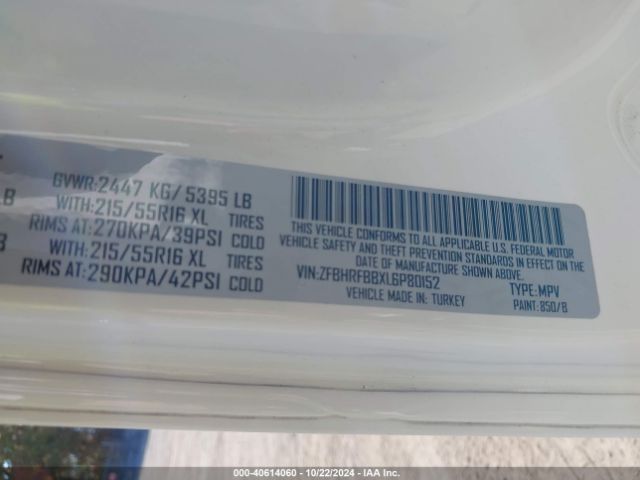 GVWR:2447 KG/5395 LB
WITH:215/55R16 XL TIRES
RIMS AT:270KPA/39PSI COLD
WITH:215/55R16 XL TIRES
RIMS AT:290KPA/42PSI COLD
LB
THIS VEHICLE CONFORMS TO ALL APPLICABLE U.S. FEDERAL MOTOR
VEHICLE SAFETY AND THEFT PREVENTION STANDARDS IN EFFECT
ON THE DATE OF MANUFACTURE SHOWN ABOVE.
VIN:ZFBHRFBBXL6P80152 TYPE:MPV
VEHICLE MADE IN: TURKEY PAINT:850/B
000-40614060 - 10/22/2024 - IAA Inc.